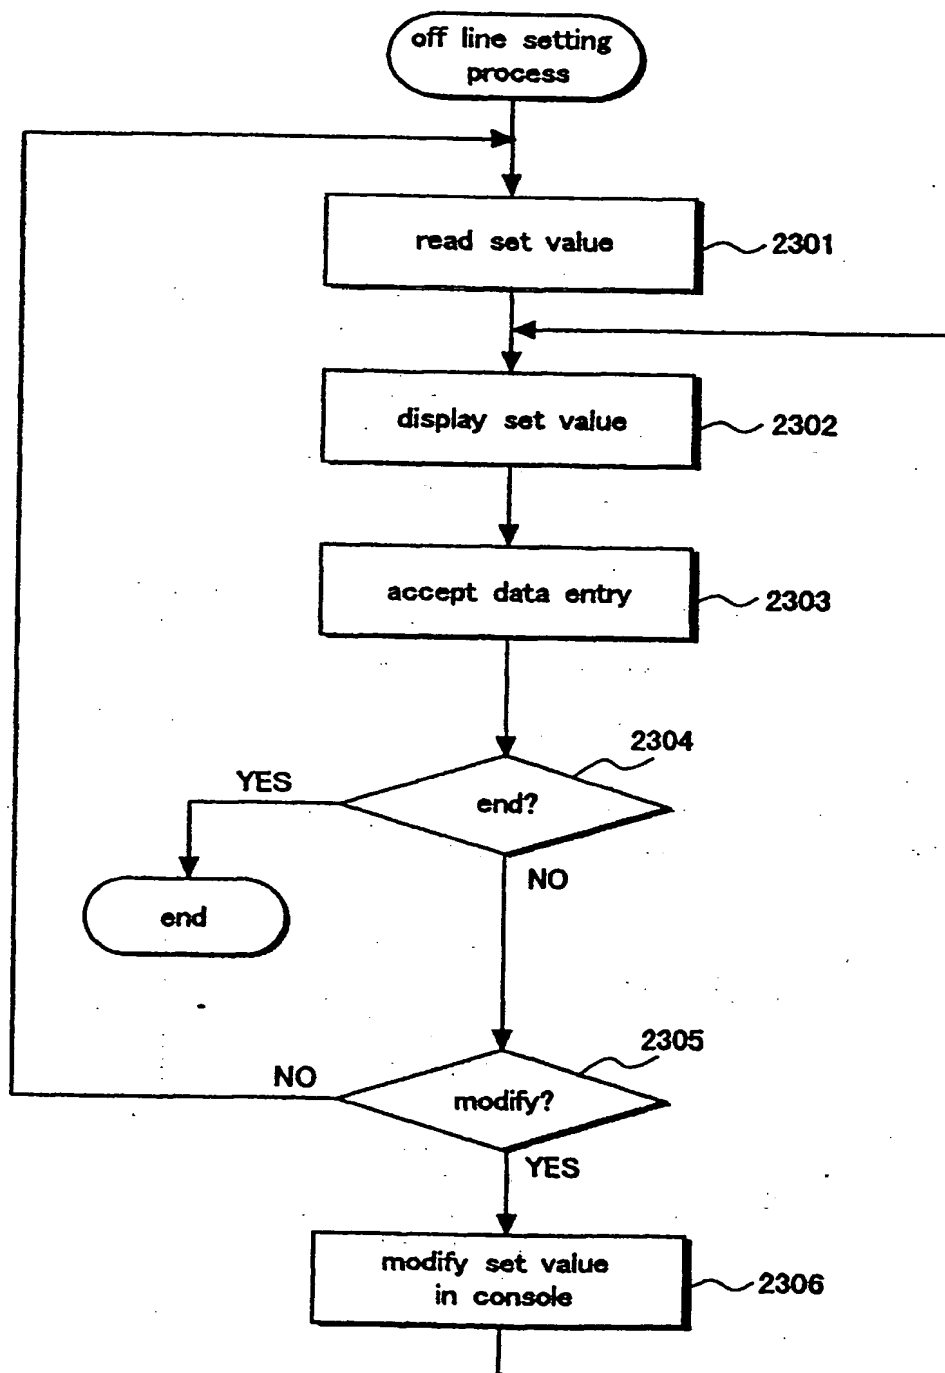 off line setting
process
read set value
2301
display set value
2302
accept data entry
2303
2304
YES
end?
NO
end
2305
NO
modify?
YES
modify set value
in console
2306